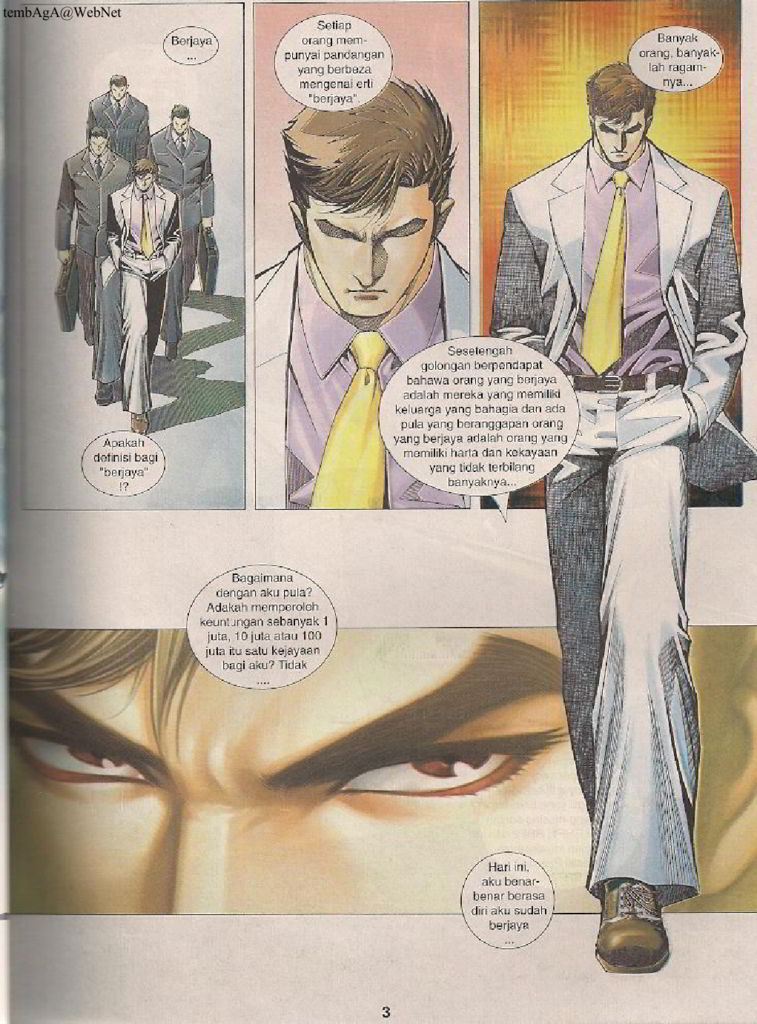 tembAgA@WebNet
Berjaya
...
Apakah
definisi bagi
"berjaya"
!?
Setiap
orang mem-
punyai pandangan
yang berbeza
mengenai erti
"berjaya".
Banyak
orang, banyak-
lah ragam-
nya...
Sesetengah
golongan berpendapat
bahawa orang yang berjaya
adalah mereka yang memiliki
keluarga yang bahagia dan ada
pula yang beranggapan orang
yang berjaya adalah orang yang
memiliki harta dan kekayaan
yang tidak terbilang
banyaknya...
Bagaimana
dengan aku pula?
Adakah memperoleh
keuntungan sebanyak 1
juta, 10 juta atau 100
juta itu satu kejayaan
bagi aku? Tidak
....
Hari ini,
aku benar-
benar berasa
diri aku sudah
berjaya
...
3